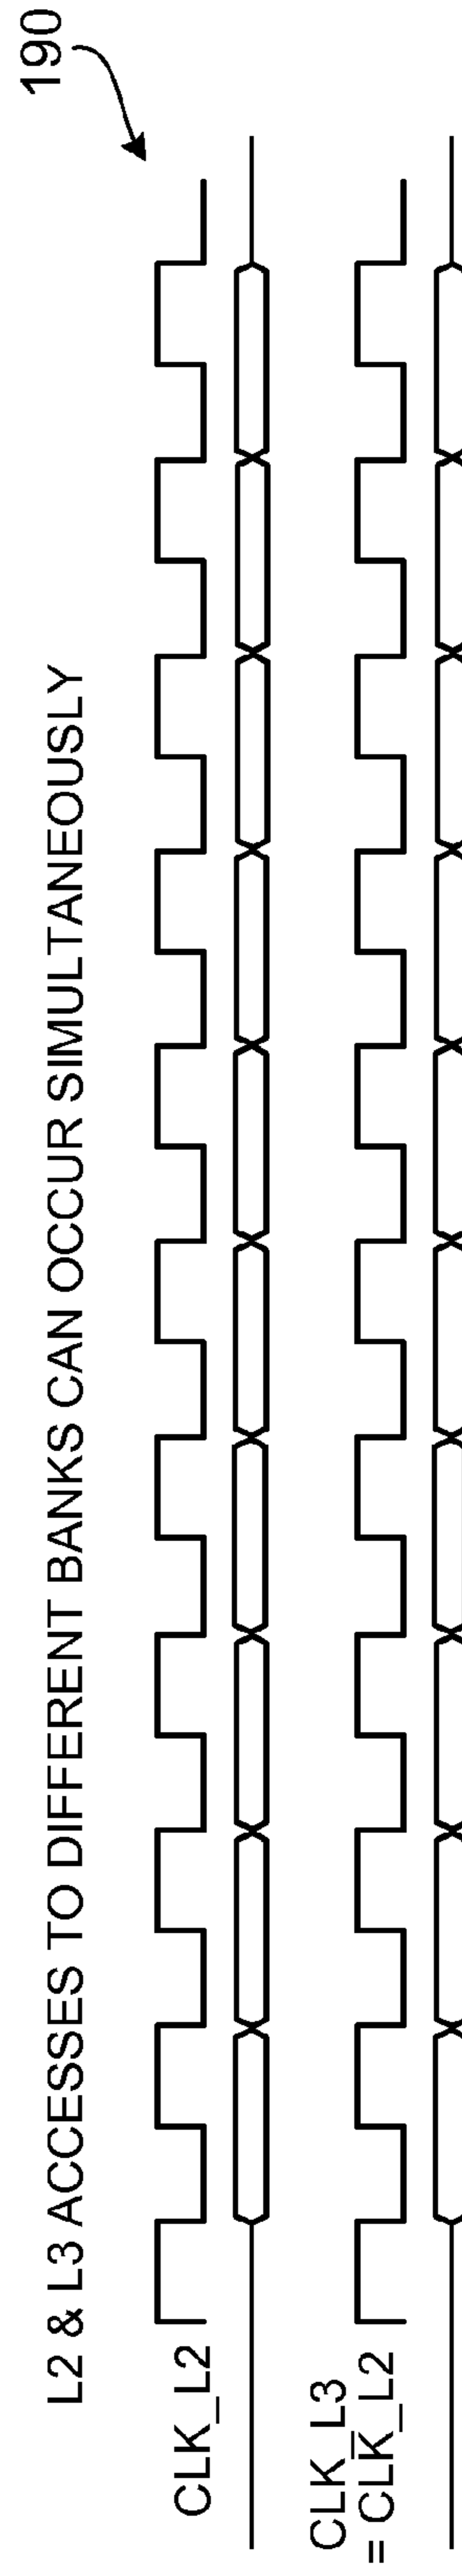 190
L2 & L3 ACCESSES TO DIFFERENT BANKS CAN OCCUR SIMULTANEOUSLY
CLK_L2
CLK_L3
= CLK_L2